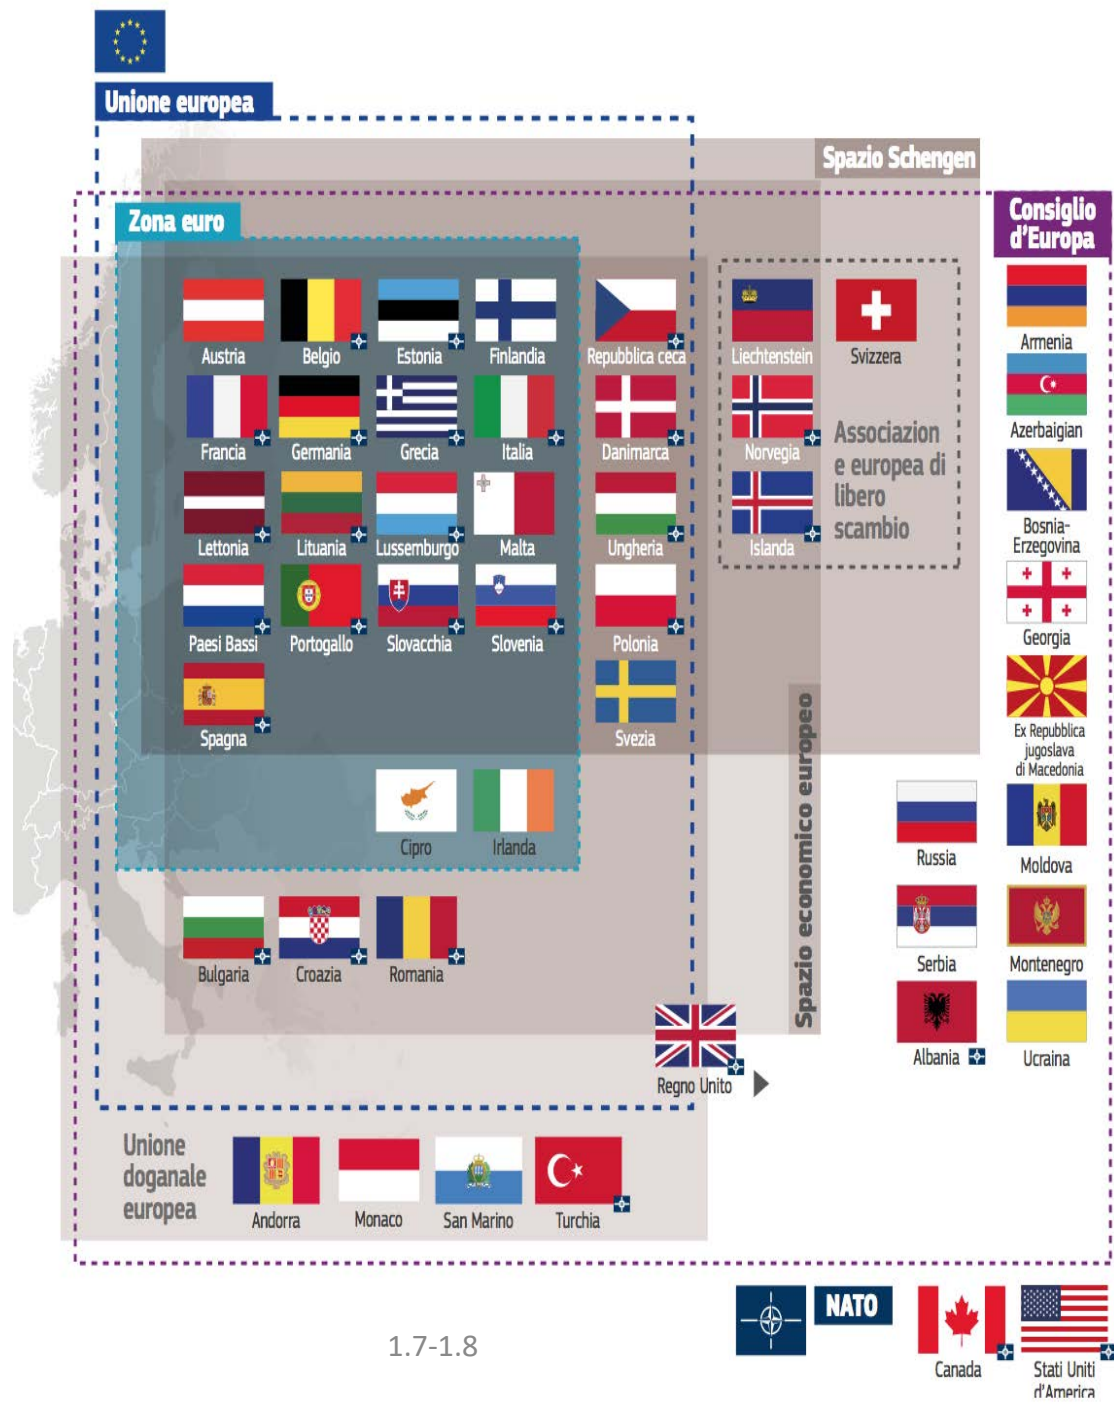 Unione europea
Spazio Schengen
Consiglio
d'Europa
Zona euro
Austria
Belgio
Estonia
Finlandia
Repubblica ceca
Liechtenstein
Svizzera
Armenia
Francia
Germania
Grecia
Italia
Danimarca
Norvegia
Associazion
e europea di
libero
scambio
Azerbaigian
Lettonia
Lituania
Lussemburgo
Malta
Ungheria
Islanda
Bosnia-
Erzegovina
Paesi Bassi
Portogallo
Slovacchia
Slovenia
Polonia
Georgia
Spagna
Svezia
Ex Repubblica
jugoslava
di Macedonia
Spazio economico europeo
Cipro
Irlanda
Russia
Moldova
Bulgaria
Croazia
Romania
Serbia
Montenegro
Regno Unito
Albania
Ucraina
Unione
doganale
europea
Andorra
Monaco
San Marino
Turchia
NATO
Canada
Stati Uniti
d'America
1.7-1.8